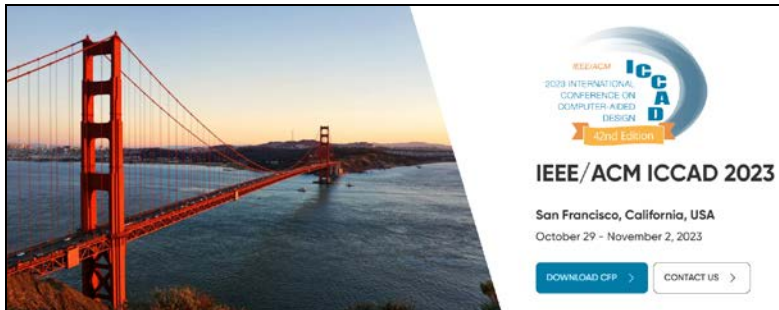 IEEE/ACM
ICCAD
2023 INTERNATIONAL
CONFERENCE ON
COMPUTER-AIDED
DESIGN
42nd Edition
IEEE/ACM ICCAD 2023
San Francisco, California, USA
October 29 - November 2, 2023
DOWNLOAD CFP >
CONTACT US >